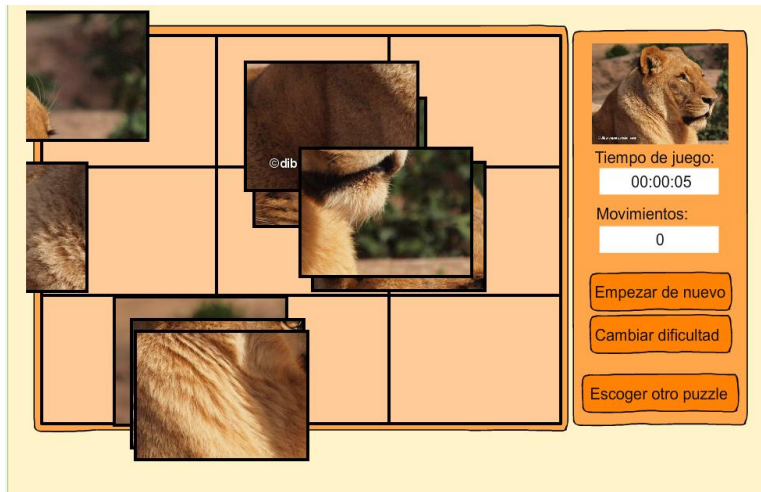 ©dib
Tiempo de juego:
00:00:05
Movimientos:
0
Empezar de nuevo
Cambiar dificultad
Escoger otro puzzle